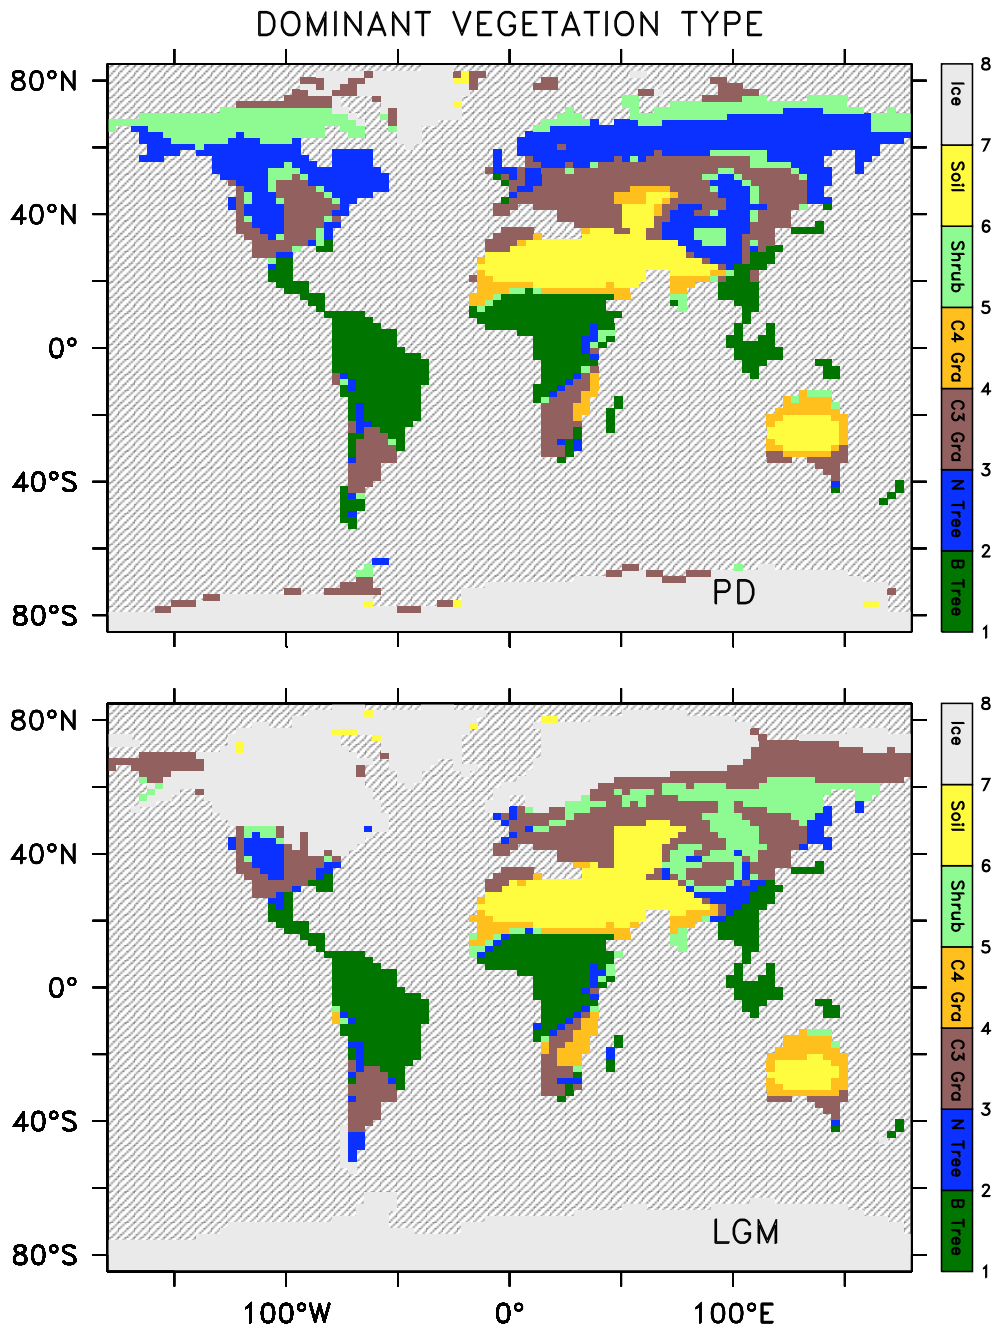 DOMINANT VEGETATION TYPE
80°N
40°N
0°
40°S
80°S
PD
8
7
6
5
4
3
2
1
Ice
Soil
Shrub
C4 Gra
C3 Gra
N Tree
B Tree
80°N
40°N
0°
40°S
80°S
LGM
100°W
0°
100°E
8
7
6
5
4
3
2
1
Ice
Soil
Shrub
C4 Gra
C3 Gra
N Tree
B Tree